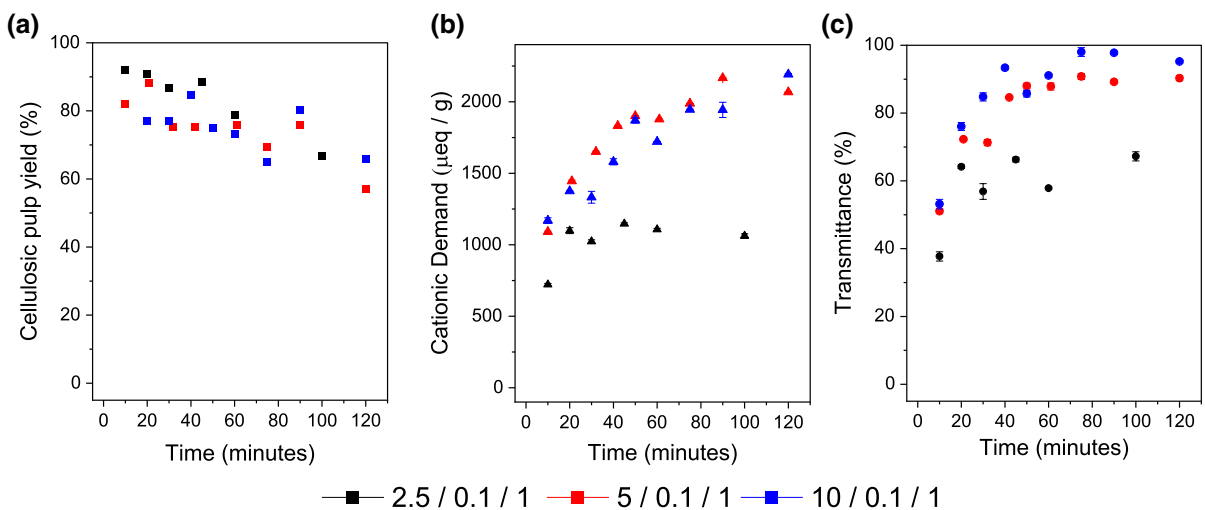 (a)
100
80
60
40
20
0
Cellulosic pulp yield (%)
0 20 40 60 80 100 120
Time (minutes)
(b)
2000
1500
1000
500
0
Cationic Demand (μeq / g)
0 20 40 60 80 100 120
Time (minutes)
(c)
100
80
60
40
20
0
Transmittance (%)
0 20 40 60 80 100 120
Time (minutes)
2.5 / 0.1 / 1 5 / 0.1 / 1 10 / 0.1 / 1